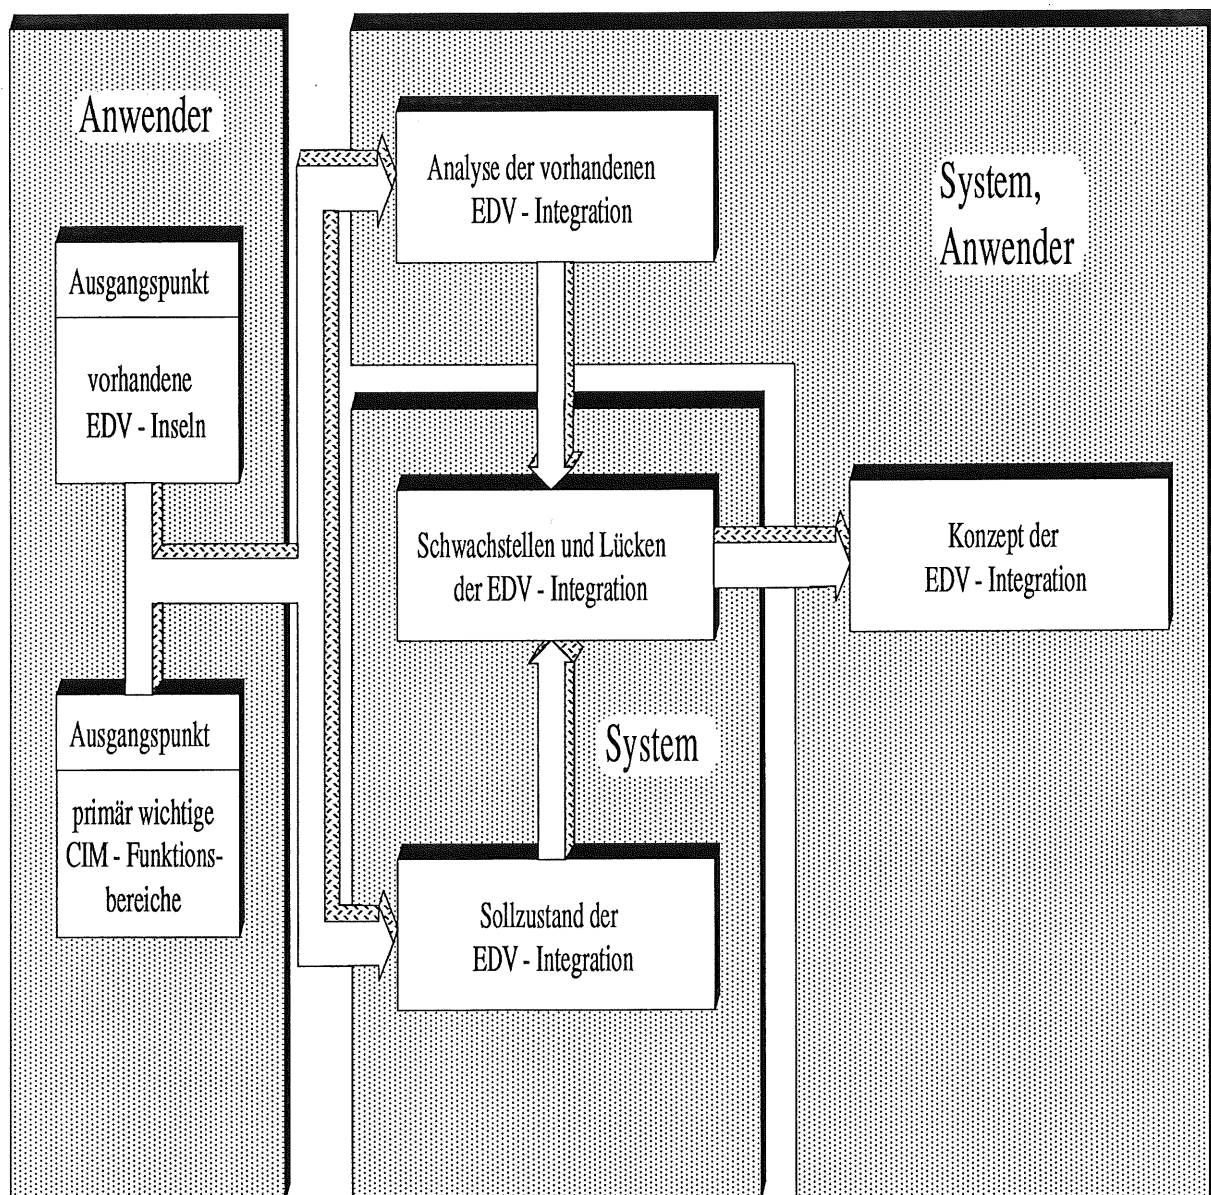 Anwender
Ausgangspunkt
vorhandene
EDV - Inseln
Ausgangspunkt
primär wichtige
CIM - Funktions-
bereiche
Analyse der vorhandenen
EDV - Integration
System,
Anwender
Schwachstellen und Lücken
der EDV - Integration
Konzept der
EDV - Integration
System
Sollzustand der
EDV - Integration